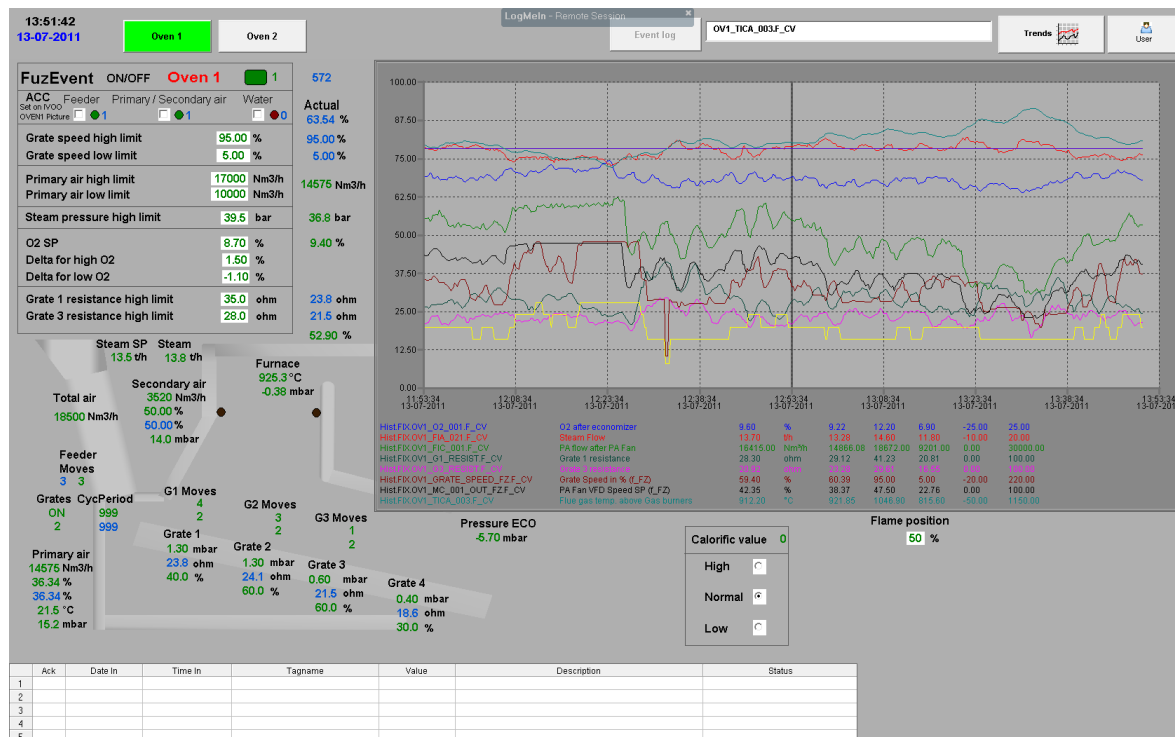 LogMeIn - Remote Session ×
13:51:42
13-07-2011
Oven 1
Oven 2
Event log
OV1_TICA_003.F_CV
Trends
User
FuzEvent ON/OFF Oven 1 1 572
ACC Feeder Primary / Secondary air Water
Set on IVOO
OVEN1 Picture 1 1 0
Actual
63.54 %
Grate speed high limit 95.00 % 95.00 %
Grate speed low limit 5.00 % 5.00 %
Primary air high limit 17000 Nm3/h
14575 Nm3/h
Primary air low limit 10000 Nm3/h
Steam pressure high limit 39.5 bar 36.8 bar
O2 SP 8.70 % 9.40 %
Delta for high O2 1.50 %
Delta for low O2 -1.10 %
Grate 1 resistance high limit 35.0 ohm 23.8 ohm
Grate 3 resistance high limit 28.0 ohm 21.5 ohm
52.90 %
100.00
87.50
75.00
62.50
50.00
37.50
25.00
12.50
0.00
11:53:34 12:08:34 12:23:34 12:38:34 12:53:34 13:08:34 13:23:34 13:38:34 13:53:34
13-07-2011 13-07-2011 13-07-2011 13-07-2011 13-07-2011 13-07-2011 13-07-2011 13-07-2011 13-07-2011
Hist.FIX.OV1_O2_001.F_CV O2 after economizer 9.60 % 9.22 12.20 6.90 -25.00 25.00
Hist.FIX.OV1_FIA_021.F_CV Steam Flow 13.70 t/h 13.28 14.60 11.80 -10.00 20.00
Hist.FIX.OV1_FIC_001.F_CV PA flow after PA Fan 16415.00 Nm³/h 14866.08 18672.00 9201.00 0.00 30000.00
Hist.FIX.OV1_G1_RESIST.F_CV Grate 1 resistance 28.30 ohm 29.12 41.23 20.81 0.00 100.00
Hist.FIX.OV1_G3_RESIST.F_CV Grate 3 resistance 20.92 ohm 23.28 29.61 16.55 0.00 100.00
Hist.FIX.OV1_GRATE_SPEED_FZ.F_CV Grate Speed in % (f_FZ) 59.40 % 60.39 95.00 5.00 -20.00 220.00
Hist.FIX.OV1_MC_001_OUT_FZ.F_CV PA Fan VFD Speed SP (f_FZ) 42.35 % 38.37 47.50 22.76 0.00 100.00
Hist.FIX.OV1_TICA_003.F_CV Flue gas temp. above Gas burners 912.20 °C 921.65 1046.90 815.60 -50.00 1150.00
Steam SP Steam
13.5 t/h 13.8 t/h
Furnace
925.3 °C
-0.38 mbar
Secondary air
3520 Nm3/h
50.00 %
50.00 %
14.0 mbar
Total air
18500 Nm3/h
Feeder
Moves
3 3
Grates CycPeriod
ON 999
2 999
G1 Moves
4
2
G2 Moves
3
2
G3 Moves
1
2
Grate 1
1.30 mbar
23.8 ohm
40.0 %
Grate 2
1.30 mbar
24.1 ohm
60.0 %
Grate 3
0.60 mbar
21.5 ohm
60.0 %
Grate 4
0.40 mbar
18.6 ohm
30.0 %
Primary air
14575 Nm3/h
36.34 %
36.34 %
21.5 °C
15.2 mbar
Pressure ECO
-5.70 mbar
Calorific value 0
High
Normal
Low
Flame position
50 %
Ack Date In Time In Tagname Value Description Status
1
2
3
4
5